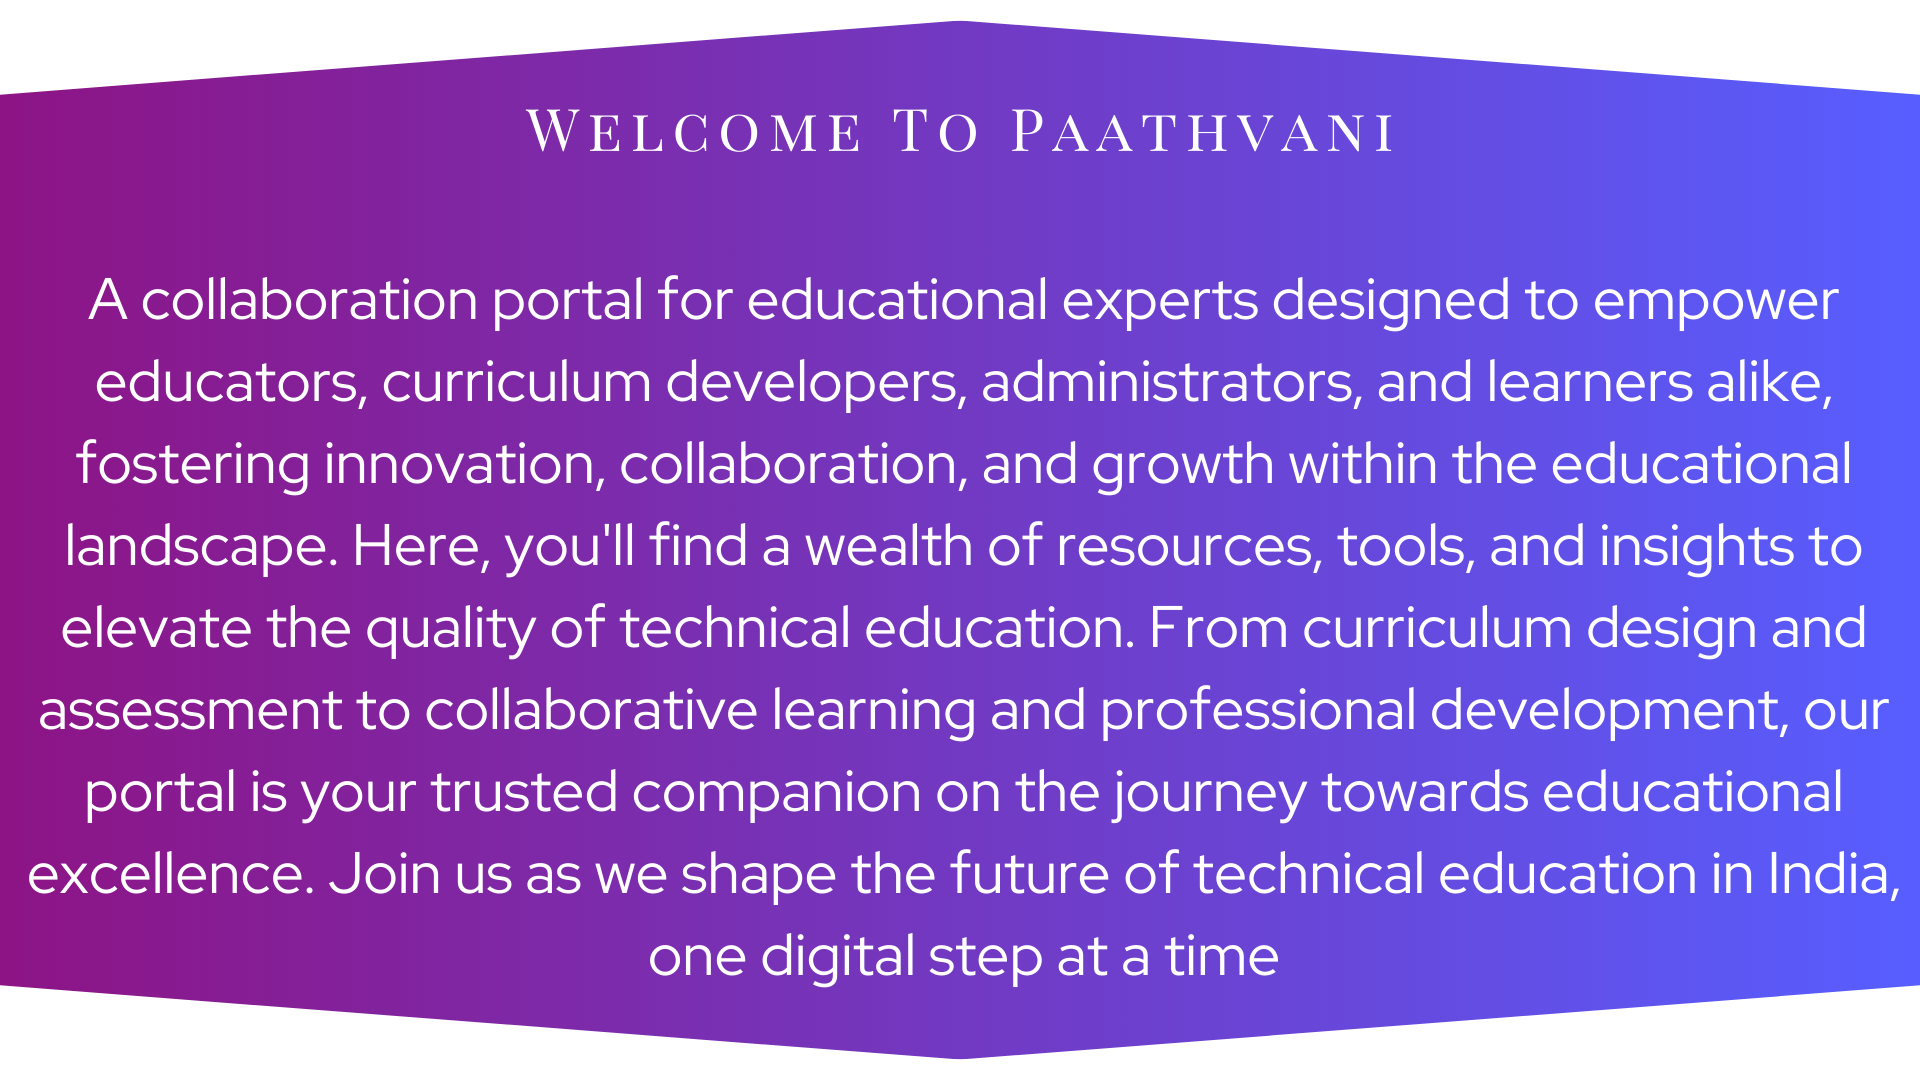 Welcome To Paathvani
A collaboration portal for educational experts designed to empower
educators, curriculum developers, administrators, and learners alike,
fostering innovation, collaboration, and growth within the educational
landscape. Here, you'll find a wealth of resources, tools, and insights to
elevate the quality of technical education. From curriculum design and
assessment to collaborative learning and professional development, our
portal is your trusted companion on the journey towards educational
excellence. Join us as we shape the future of technical education in India,
one digital step at a time